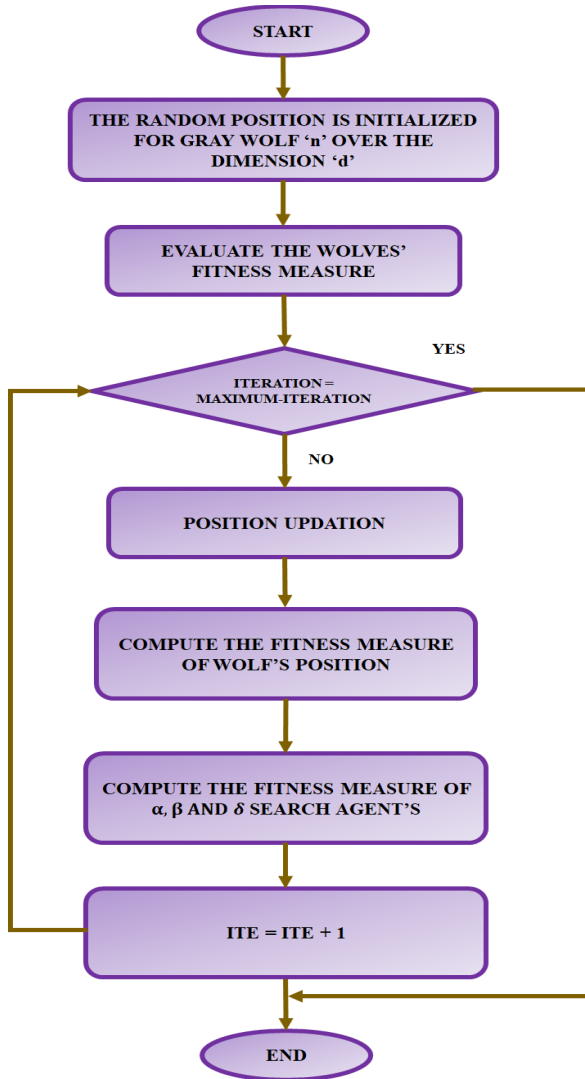 START
THE RANDOM POSITION IS INITIALIZED
FOR GRAY WOLF ‘n’ OVER THE
DIMENSION ‘d’
EVALUATE THE WOLVES’
FITNESS MEASURE
YES
ITERATION =
MAXIMUM-ITERATION
NO
POSITION UPDATION
COMPUTE THE FITNESS MEASURE
OF WOLF’S POSITION
COMPUTE THE FITNESS MEASURE OF
α, β AND δ SEARCH AGENT’S
ITE = ITE + 1
END